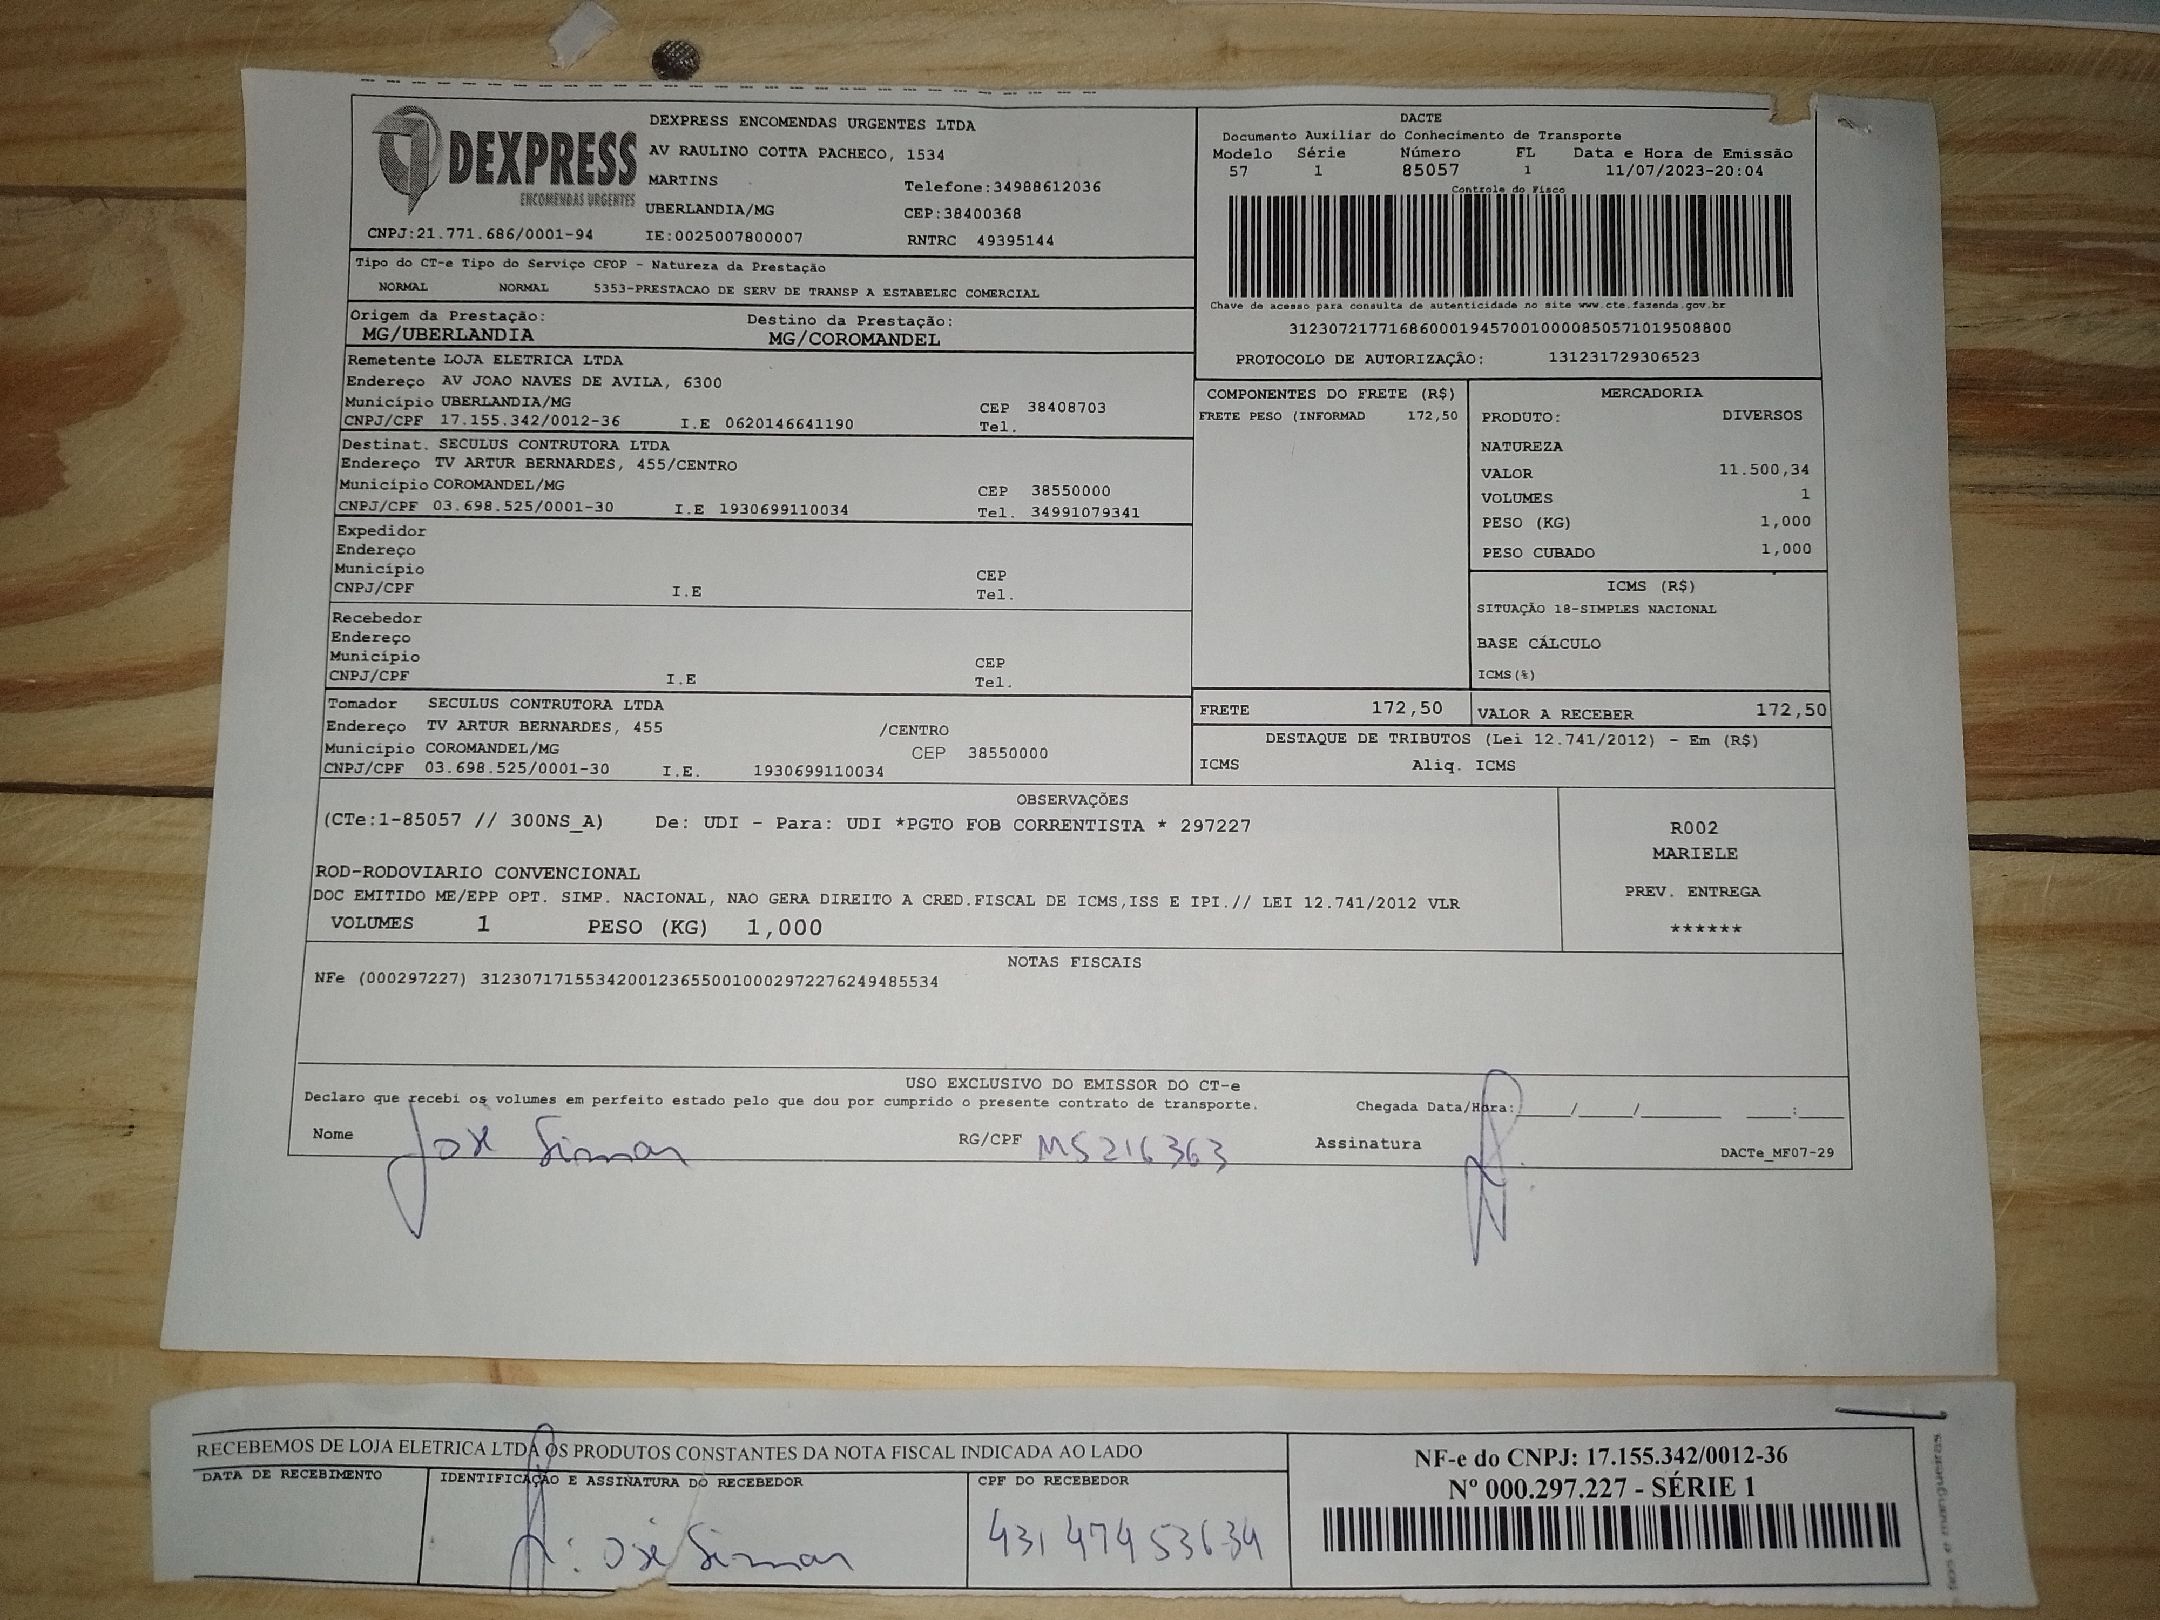 DEXPRESS
ENCOMENDAS URGENTES
DEXPRESS ENCOMENDAS URGENTES LTDA
AV RAULINO COTTA PACHECO, 1534
MARTINS Telefone:34988612036
UBERLANDIA/MG CEP:38400368
CNPJ:21.771.686/0001-94 IE:0025007800007 RNTRC 49395144
DACTE
Documento Auxiliar do Conhecimento de Transporte
Modelo Série Número FL Data e Hora de Emissão
57 1 85057 1 11/07/2023-20:04
Controle do Fisco
Chave de acesso para consulta de autenticidade no site www.cte.fazenda.gov.br
31230721771686000194570010000850571019508800
PROTOCOLO DE AUTORIZAÇÃO: 131231729306523
Tipo do CT-e Tipo do Serviço CFOP - Natureza da Prestação
NORMAL NORMAL 5353-PRESTACAO DE SERV DE TRANSP A ESTABELEC COMERCIAL
Origem da Prestação: Destino da Prestação:
MG/UBERLANDIA MG/COROMANDEL
Remetente LOJA ELETRICA LTDA
Endereço AV JOAO NAVES DE AVILA, 6300
Município UBERLANDIA/MG CEP 38408703
CNPJ/CPF 17.155.342/0012-36 I.E 0620146641190 Tel.
Destinat. SECULUS CONTRUTORA LTDA
Endereço TV ARTUR BERNARDES, 455/CENTRO
Município COROMANDEL/MG CEP 38550000
CNPJ/CPF 03.698.525/0001-30 I.E 1930699110034 Tel. 34991079341
Expedidor
Endereço
Município CEP
CNPJ/CPF I.E Tel.
Recebedor
Endereço
Município CEP
CNPJ/CPF I.E Tel.
Tomador SECULUS CONTRUTORA LTDA
Endereço TV ARTUR BERNARDES, 455 /CENTRO
Município COROMANDEL/MG CEP 38550000
CNPJ/CPF 03.698.525/0001-30 I.E. 1930699110034
COMPONENTES DO FRETE (R$)
FRETE PESO (INFORMAD 172,50
MERCADORIA
PRODUTO: DIVERSOS
NATUREZA
VALOR 11.500,34
VOLUMES 1
PESO (KG) 1,000
PESO CUBADO 1,000
ICMS (R$)
SITUAÇÃO 18-SIMPLES NACIONAL
BASE CÁLCULO
ICMS(%)
FRETE 172,50 VALOR A RECEBER 172,50
DESTAQUE DE TRIBUTOS (Lei 12.741/2012) - Em (R$)
ICMS Aliq. ICMS
OBSERVAÇÕES
(CTe:1-85057 // 300NS_A) De: UDI - Para: UDI *PGTO FOB CORRENTISTA * 297227
ROD-RODOVIARIO CONVENCIONAL
DOC EMITIDO ME/EPP OPT. SIMP. NACIONAL, NAO GERA DIREITO A CRED.FISCAL DE ICMS,ISS E IPI.// LEI 12.741/2012 VLR
VOLUMES 1 PESO (KG) 1,000
R002
MARIELE
PREV. ENTREGA
******
NOTAS FISCAIS
NFe (000297227) 31230717155342001236550010002972276249485534
USO EXCLUSIVO DO EMISSOR DO CT-e
Declaro que recebi os volumes em perfeito estado pelo que dou por cumprido o presente contrato de transporte. Chegada Data/Hora:____/____/______ ___:____
Nome José Simar RG/CPF M5216363 Assinatura
DACTe_MF07-29
RECEBEMOS DE LOJA ELETRICA LTDA OS PRODUTOS CONSTANTES DA NOTA FISCAL INDICADA AO LADO
DATA DE RECEBIMENTO IDENTIFICAÇÃO E ASSINATURA DO RECEBEDOR CPF DO RECEBEDOR
José Simar 431 474 536-34
NF-e do CNPJ: 17.155.342/0012-36
Nº 000.297.227 - SÉRIE 1
e mangueiras